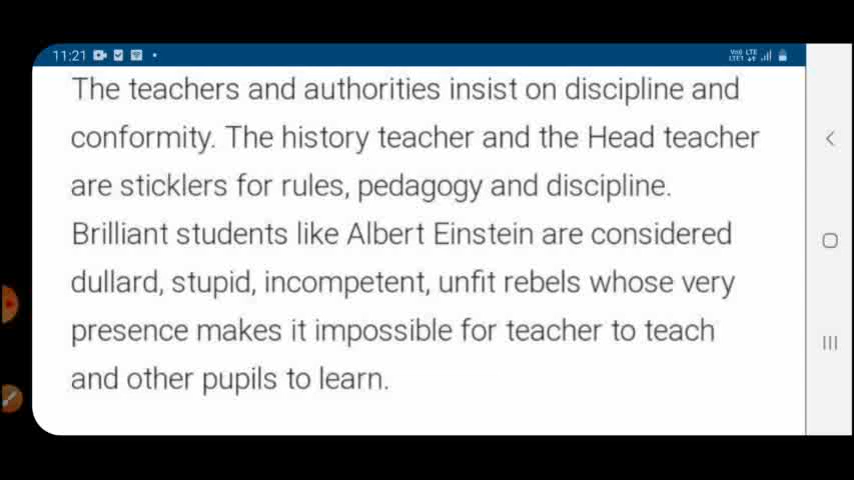 11:21
The teachers and authorities insist on discipline and
conformity. The history teacher and the Head teacher
are sticklers for rules, pedagogy and discipline.
Brilliant students like Albert Einstein are considered
dullard, stupid, incompetent, unfit rebels whose very
presence makes it impossible for teacher to teach
and other pupils to learn.